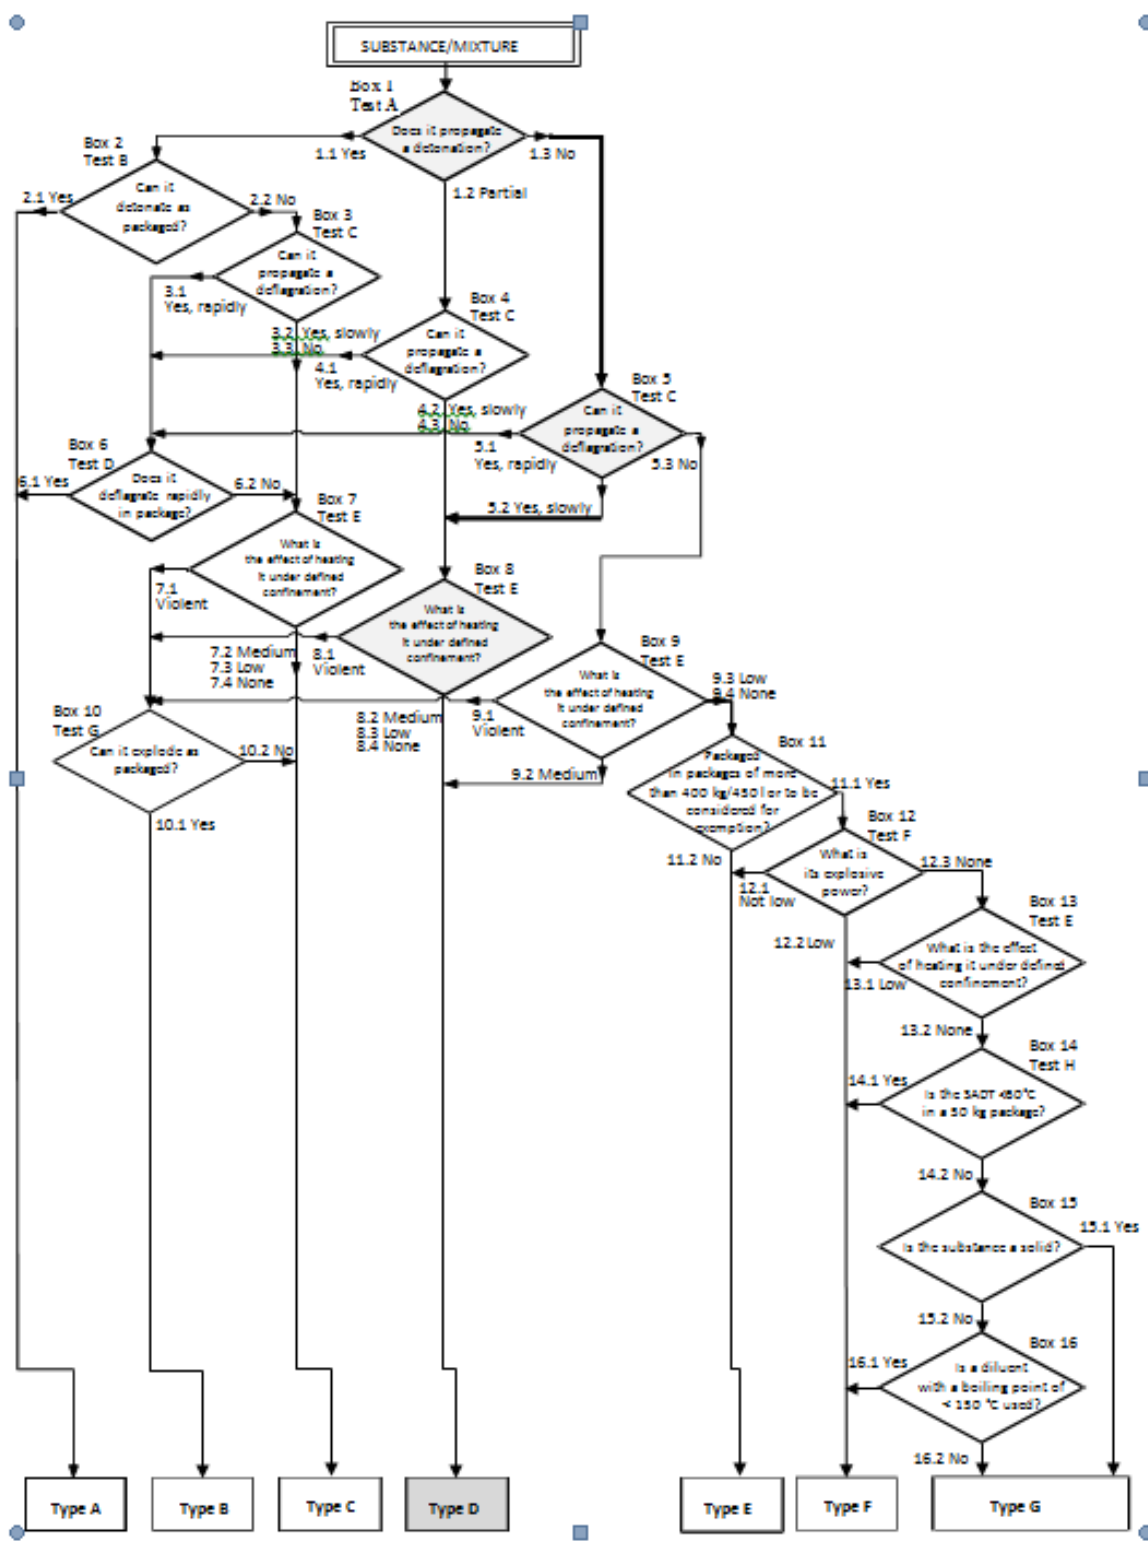 SUBSTANCE/MIXTURE
Box 1
Test A
Does it propagate
a detonation?
1.1 Yes
1.3 No
1.2 Partial
Box 2
Test B
Can it
detonate as
packaged?
2.1 Yes
2.2 No
Box 3
Test C
Can it
propagate a
deflagration?
3.1
Yes, rapidly
3.2 Yes, slowly
3.3 No
Box 4
Test C
Can it
propagate a
deflagration?
4.1
Yes, rapidly
4.2 Yes, slowly
4.3 No
Box 5
Test C
Can it
propagate a
deflagration?
5.1
Yes, rapidly
5.3 No
5.2 Yes, slowly
Box 6
Test D
Does it
deflagrate rapidly
in package?
6.1 Yes
6.2 No
Box 7
Test E
What is
the effect of heating
it under defined
confinement?
7.1
Violent
7.2 Medium
7.3 Low
7.4 None
Box 8
Test E
What is
the effect of heating
it under defined
confinement?
8.1
Violent
8.2 Medium
8.3 Low
8.4 None
Box 9
Test E
What is
the effect of heating
it under defined
confinement?
9.1
Violent
9.3 Low
9.4 None
9.2 Medium
Box 10
Test G
Can it explode as
packaged?
10.2 No
10.1 Yes
Box 11
Packaged
in packages of more
than 400 kg/450 l or to be
considered for
exemption?
11.1 Yes
11.2 No
Box 12
Test F
What is
its explosive
power?
12.1
Not low
12.3 None
12.2 Low
Box 13
Test E
What is the effect
of heating it under defined
confinement?
13.1 Low
13.2 None
Box 14
Test H
14.1 Yes
Is the SADT <60°C
in a 50 kg package?
14.2 No
Box 15
Is the substance a solid?
15.1 Yes
15.2 No
Box 16
16.1 Yes
Is a diluent
with a boiling point of
< 150 °C used?
16.2 No
Type A
Type B
Type C
Type D
Type E
Type F
Type G